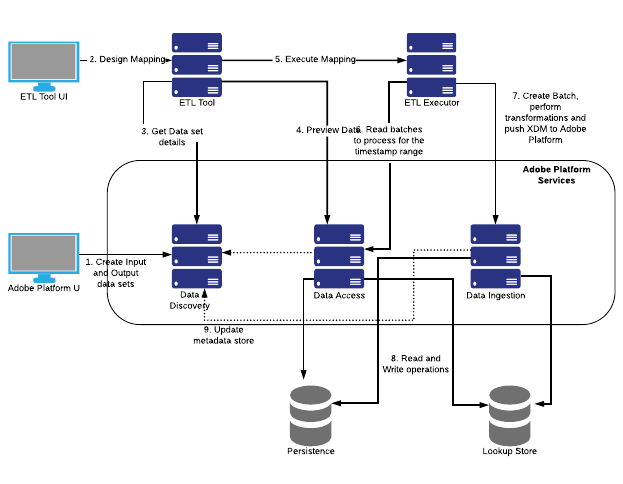 2. Design Mapping
5. Execute Mapping
ETL Tool UI
ETL Tool
ETL Executor
7. Create Batch,
perform
transformations and
push XDM to Adobe
Platform
3. Get Data set
details
4. Preview Data
6. Read batches
to process for the
timestamp range
Adobe Platform
Services
1. Create Input
and Output
data sets
Adobe Platform U
Data
Discovery
Data Access
Data Ingestion
9. Update
metadata store
8. Read and
Write operations
Persistence
Lookup Store